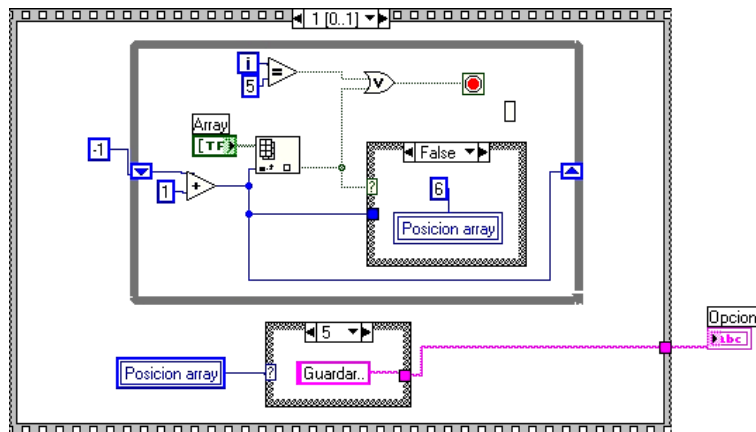 1 [0..1]
i
=
5
V
Array
[TF]
-1
1
+
False
?
6
Posicion array
5
Posicion array
?
Guardar..
Opcion
abc